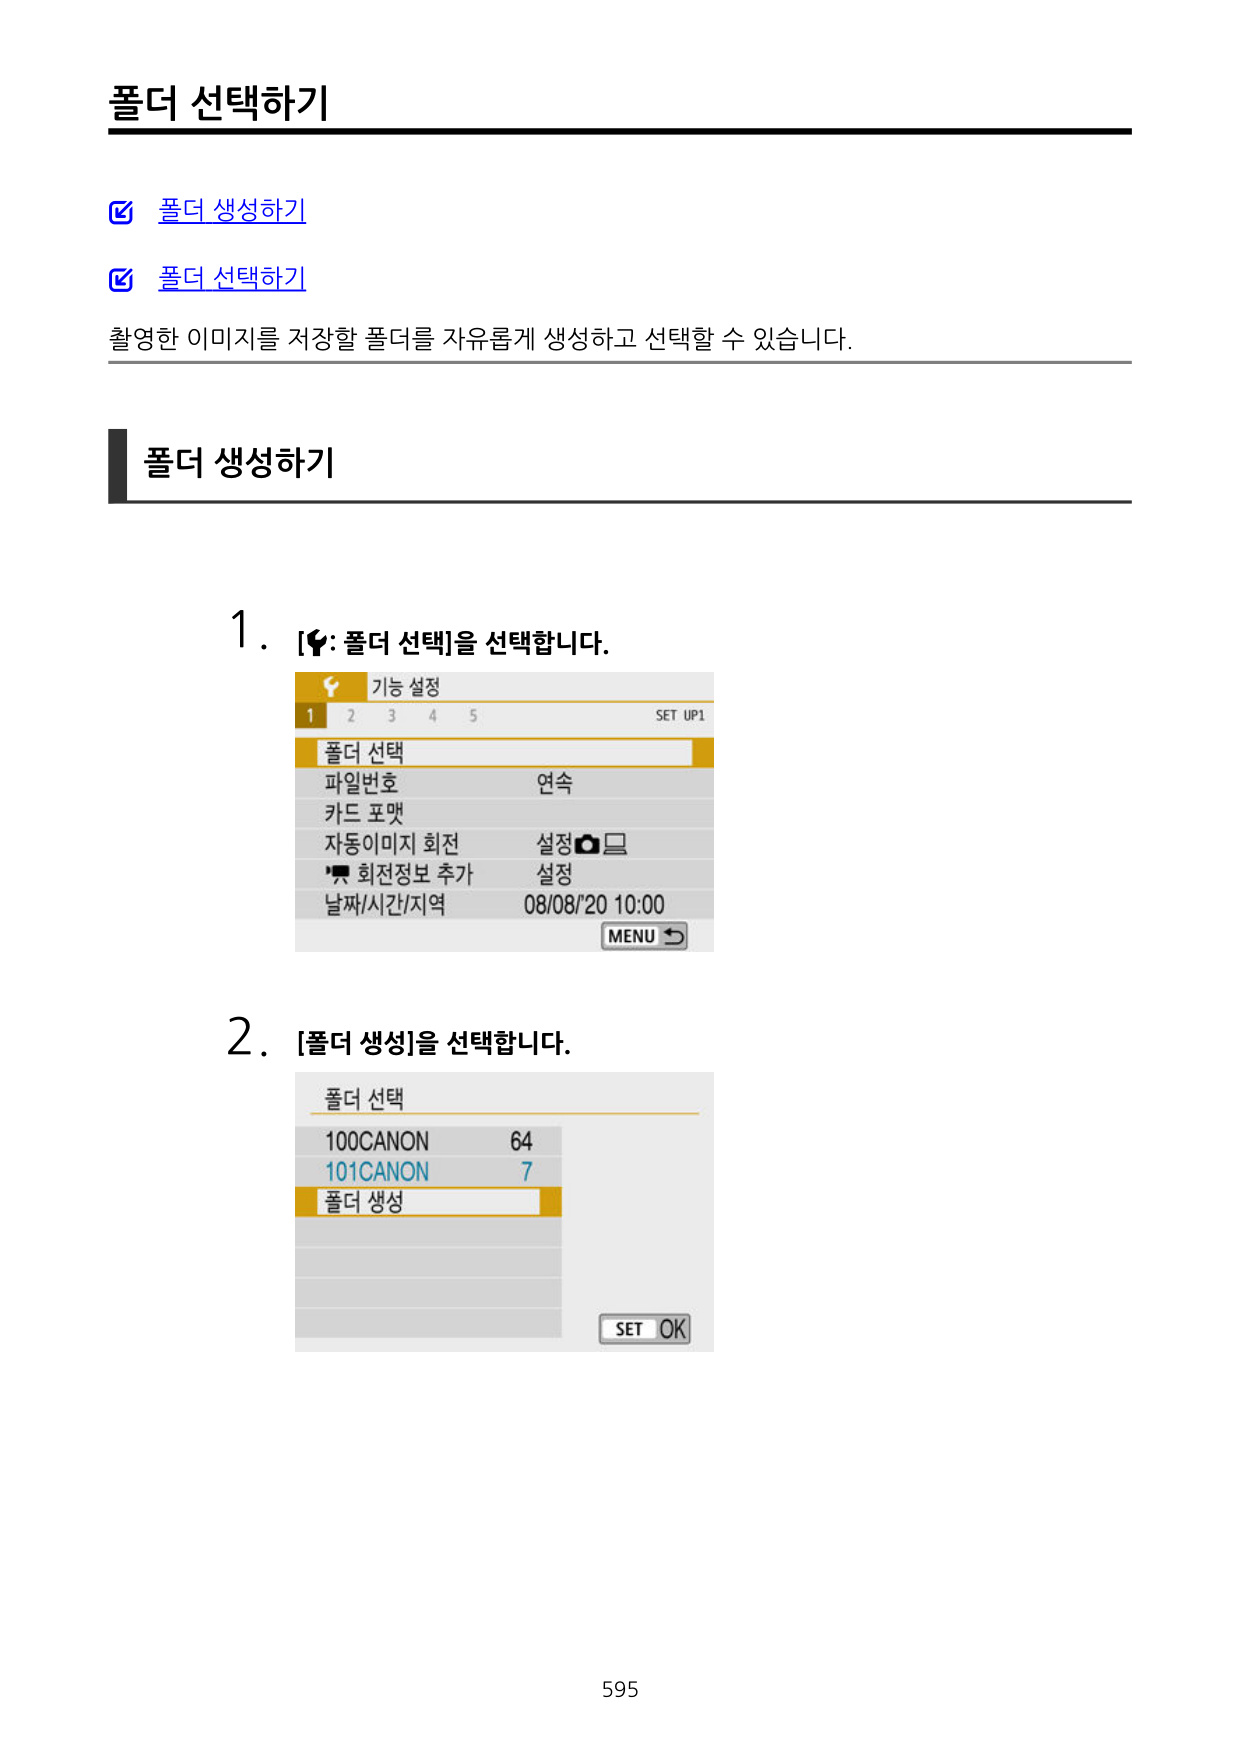 폴더 선택하기
폴더 생성하기
폴더 선택하기
촬영한 이미지를 저장할 폴더를 자유롭게 생성하고 선택할 수 있습니다.
폴더 생성하기
1. [: 폴더 선택]을 선택합니다.
기능 설정
1 2 3 4 5 SET UP1
폴더 선택
파일번호 연속
카드 포맷
자동이미지 회전 설정
회전정보 추가 설정
날짜/시간/지역 08/08/'20 10:00
MENU
2. [폴더 생성]을 선택합니다.
폴더 선택
100CANON 64
101CANON 7
폴더 생성
SET OK
595